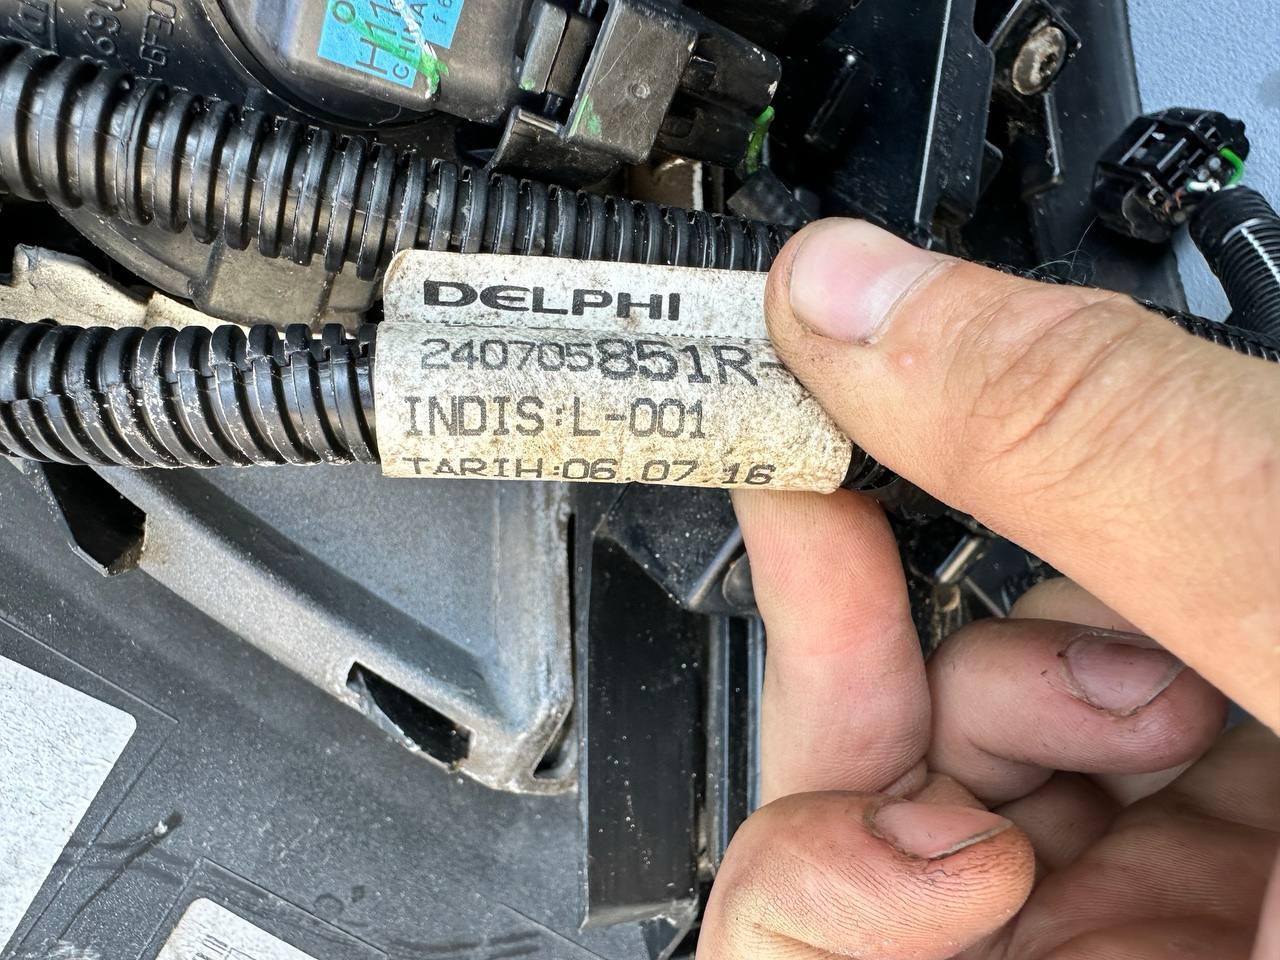 DELPHI
240705851R-
INDIS:L-001
TARIH:06.07.16